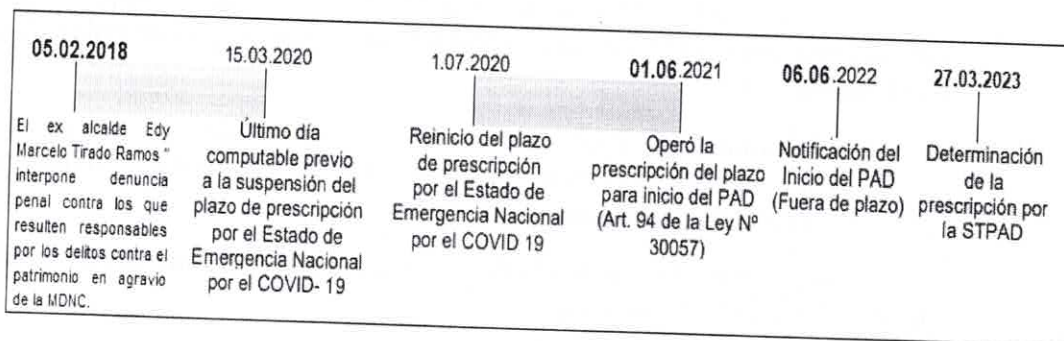 05.02.2018
El ex alcalde Edy
Marcelo Tirado Ramos "
interpone denuncia
penal contra los que
resulten responsables
por los delitos contra el
patrimonio en agravio
de la MDNC.
15.03.2020
Último día
computable previo
a la suspensión del
plazo de prescripción
por el Estado de
Emergencia Nacional
por el COVID- 19
1.07.2020
Reinicio del plazo
de prescripción
por el Estado de
Emergencia Nacional
por el COVID 19
01.06.2021
Operó la
prescripción del plazo
para inicio del PAD
(Art. 94 de la Ley Nº
30057)
06.06.2022
Notificación del
Inicio del PAD
(Fuera de plazo)
27.03.2023
Determinación
de la
prescripción por
la STPAD